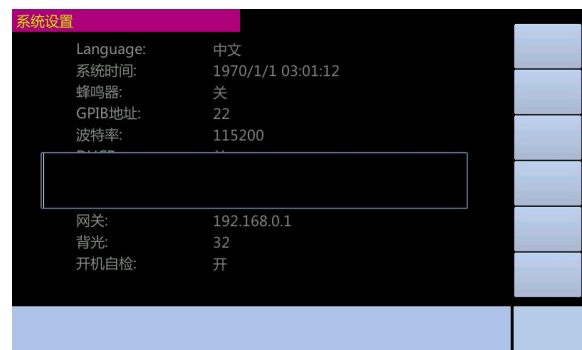 系统设置
Language: 中文
系统时间: 1970/1/1 03:01:12
蜂鸣器: 关
GPIB地址: 22
波特率: 115200
网关: 192.168.0.1
背光: 32
开机自检: 开